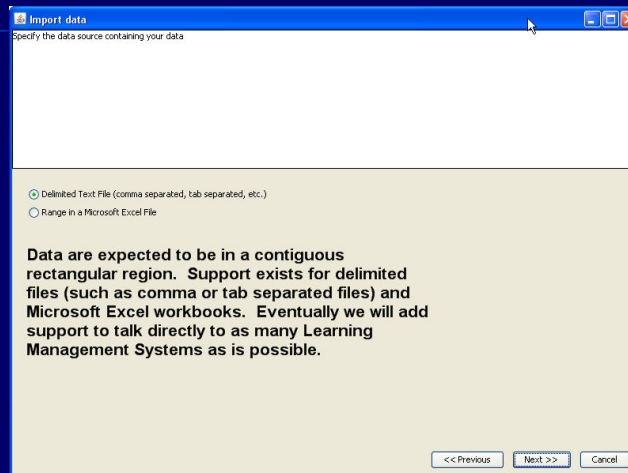 Import data
Specify the data source containing your data
Delimited Text File (comma separated, tab separated, etc.)
Range in a Microsoft Excel File
Data are expected to be in a contiguous
rectangular region. Support exists for delimited
files (such as comma or tab separated files) and
Microsoft Excel workbooks. Eventually we will add
support to talk directly to as many Learning
Management Systems as is possible.
<< Previous
Next >>
Cancel